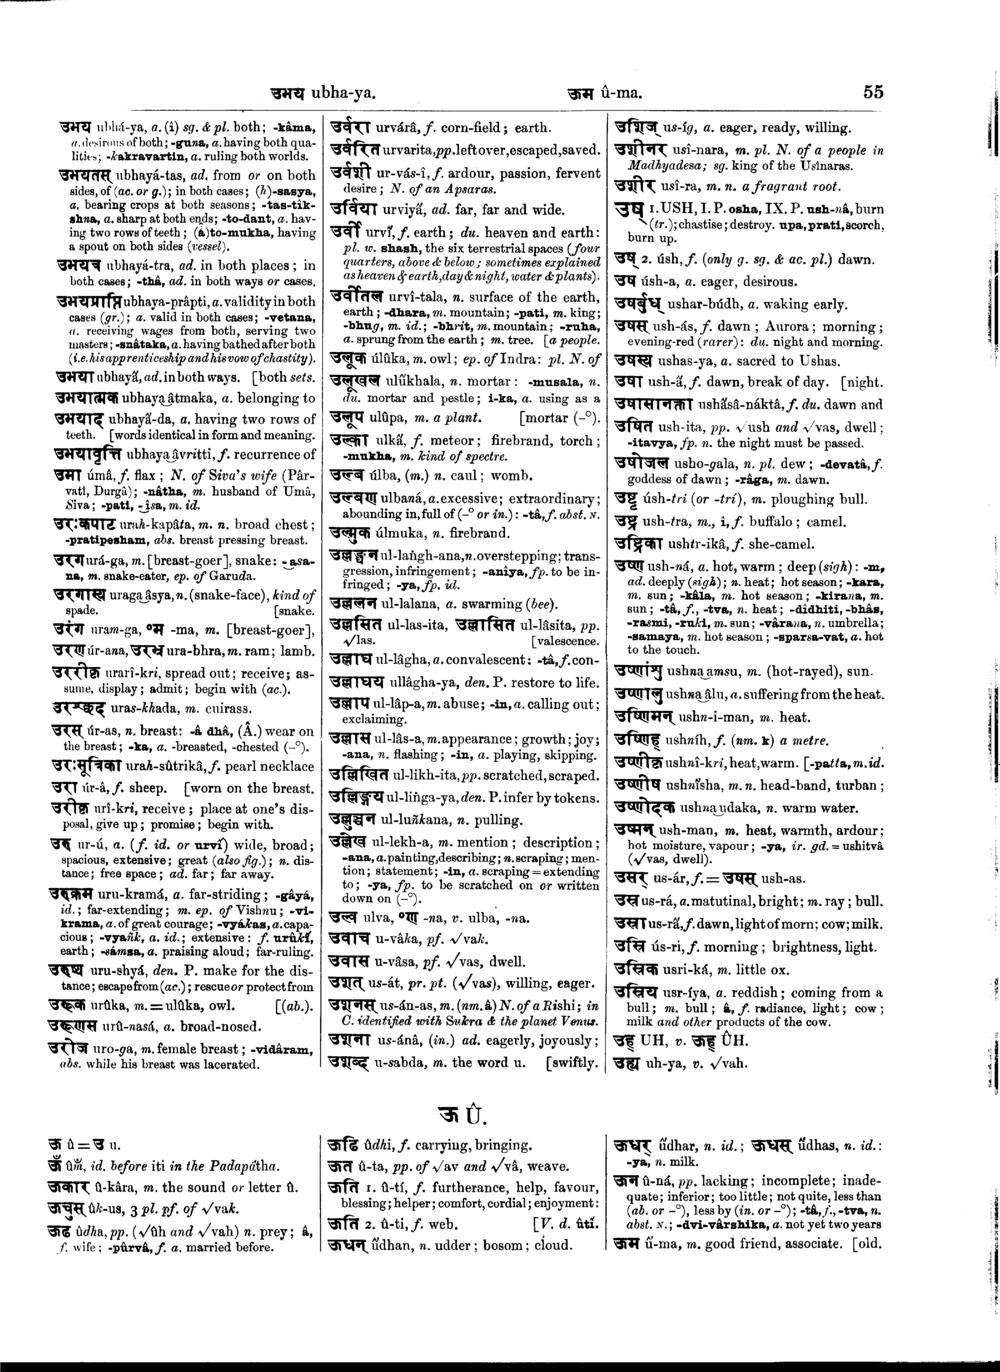 उभय ubha-ya.
ऊम û-ma.
55
उभय ubhá-ya, a. (î) sg. & pl. both; -kâma,
a. desirous of both; -guna, a. having both qua-
lities; -kakravartin, a. ruling both worlds.
उभयतस् ubhayá-tas, ad. from or on both
sides, of (ac. or g.); in both cases; (h)-sasya,
a. bearing crops at both seasons; -tas-tîk-
shna, a. sharp at both ends; -to-dant, a. hav-
ing two rows of teeth; (á)to-mukha, having
a spout on both sides (vessel).
उभयत्र ubhayá-tra, ad. in both places; in
both cases; -thâ, ad. in both ways or cases.
उभयप्राप्ति ubhaya-prâpti, a. validity in both
cases (gr.); a. valid in both cases; -vetana,
a. receiving wages from both, serving two
masters; -snâtaka, a. having bathed after both
(i.e. his apprenticeship and his vow of chastity).
उभया ubhayấ, ad. in both ways. [both sets.
उभयात्मक ubhaya‿âtmaka, a. belonging to
उभयाद् ubhayấ-da, a. having two rows of
teeth. [words identical in form and meaning.
उभयावृत्ति ubhaya‿âvritti, f. recurrence of
उमा úmâ, f. flax; N. of Siva's wife (Pâr-
vatî, Durgâ); -nâtha, m. husband of Umâ,
Siva; -pati, -‿îsa, m. id.
उरःकपाट urah-kapâta, m. n. broad chest;
-pratipesham, abs. breast pressing breast.
उरग urá-ga, m. [breast-goer], snake: -‿asa-
na, m. snake-eater, ep. of Garuda.
उरगास्य uraga‿âsya, n. (snake-face), kind of
spade. [snake.
उरंग uram-ga, °म -ma, m. [breast-goer],
उरण úr-ana, उरभ्र ura-bhra, m. ram; lamb.
उररीकृ urarî-kri, spread out; receive; as-
sume, display; admit; begin with (ac.).
उरश्छद uras-khada, m. cuirass.
उरस् úr-as, n. breast: -â dhâ, (Â.) wear on
the breast; -ka, a. -breasted, -chested (-°).
उरःसूत्रिका urah-sûtrikâ, f. pearl necklace
उरा úr-â, f. sheep. [worn on the breast.
उरीकृ urî-kri, receive; place at one's dis-
posal, give up; promise; begin with.
उरु ur-ú, a. (f. id. or urvî́) wide, broad;
spacious, extensive; great (also fig.); n. dis-
tance; free space; ad. far; far away.
उरुक्रम uru-kramá, a. far-striding; -gâyá,
id.; far-extending; m. ep. of Vishnu; -vi-
krama, a. of great courage; -vyákas, a. capa-
cious; -vyañk, a. id.; extensive: f. urûkî́,
earth; -sámsa, a. praising aloud; far-ruling.
उरुष्य uru-shyá, den. P. make for the dis-
tance; escape from (ac.); rescue or protect from
उरूक urûka, m. = ulûka, owl. [(ab.).
उरूणस urû-nasá, a. broad-nosed.
उरोज uro-ga, m. female breast; -vidâram,
abs. while his breast was lacerated.
उर्वरा urvárâ, f. corn-field; earth.
उर्वरित urvarita, pp. left over, escaped, saved.
उर्वशी ur-vás-î, f. ardour, passion, fervent
desire; N. of an Apsaras.
उर्विया urviyấ, ad. far, far and wide.
उर्वी urvî́, f. earth; du. heaven and earth:
pl. w. shash, the six terrestrial spaces (four
quarters, above & below; sometimes explained
as heaven & earth, day & night, water & plants).
उर्वीतल urvî-tala, n. surface of the earth,
earth; -dhara, m. mountain; -pati, m. king;
-bhug, m. id.; -bhrit, m. mountain; -ruha,
a. sprung from the earth; m. tree. [a people.
उलूक úlûka, m. owl; ep. of Indra: pl. N. of
उलूखल ulū́khala, n. mortar: -musala, n.
du. mortar and pestle; i-ka, a. using as a
उलूप ulûpa, m. a plant. [mortar (-°).
उल्का ulkấ, f. meteor; firebrand, torch;
-mukha, m. kind of spectre.
उल्ब úlba, (m.) n. caul; womb.
उल्बण ulbaná, a. excessive; extraordinary;
abounding in, full of (-° or in.): -tâ, f. abst. N.
उल्मुक úlmuka, n. firebrand.
उल्लङ्घन ul-laṅgh-ana, n. overstepping; trans-
gression, infringement; -anîya, fp. to be in-
fringed; -ya, fp. id.
उल्ललन ul-lalana, a. swarming (bee).
उल्लसित ul-las-ita, उल्लासित ul-lâsita, pp.
√las. [valescence.
उल्लाघ ul-lâgha, a. convalescent: -tâ, f. con-
उल्लाघय ullâgha-ya, den. P. restore to life.
उल्लाप ul-lâp-a, m. abuse; -in, a. calling out;
exclaiming.
उल्लास ul-lâs-a, m. appearance; growth; joy;
-ana, n. flashing; -in, a. playing, skipping.
उल्लिखित ul-likh-ita, pp. scratched, scraped.
उल्लिङ्गय ul-liṅga-ya, den. P. infer by tokens.
उल्लुञ्चन ul-luñkana, n. pulling.
उल्लेख ul-lekh-a, m. mention; description;
-ana, a. painting, describing; n. scraping; men-
tion; statement; -in, a. scraping = extending
to; -ya, fp. to be scratched on or written
down on (-°).
उल्व ulva, °ण -na, v. ulba, -na.
उवाच u-vâka, pf. √vak.
उवास u-vâsa, pf. √vas, dwell.
उशत् us-át, pr. pt. (√vas), willing, eager.
उशनस् us-án-as, m. (nm. â) N. of a Rishi; in
C. identified with Sukra & the planet Venus.
उशना us-ánâ, (in.) ad. eagerly, joyously;
उशब्द u-sabda, m. the word u. [swiftly.
उशिज् us-íg, a. eager, ready, willing.
उशीनर usî-nara, m. pl. N. of a people in
Madhyadesa; sg. king of the Usînaras.
उशीर usî-ra, m. n. a fragrant root.
उष् 1. USH, I. P. osha, IX. P. ush-nâ, burn
(tr.); chastise; destroy. upa, prati, scorch,
burn up.
उष् 2. úsh, f. (only g. sg. & ac. pl.) dawn.
उष úsh-a, a. eager, desirous.
उषर्बुध् ushar-búdh, a. waking early.
उषस् ush-ás, f. dawn; Aurora; morning;
evening-red (rarer): du. night and morning.
उषस्य ushas-ya, a. sacred to Ushas.
उषा ush-ấ, f. dawn, break of day. [night.
उषासानक्ता ushấsâ-náktâ, f. du. dawn and
उषित ush-ita, pp. √ush and √vas, dwell;
-itavya, fp. n. the night must be passed.
उषोजल usho-gala, n. pl. dew; -devatâ, f.
goddess of dawn; -râga, m. dawn.
उष्टृ úsh-tri (or -trí), m. ploughing bull.
उष्ट्र ush-tra, m., î, f. buffalo; camel.
उष्ट्रिका ushtr-ikâ, f. she-camel.
उष्ण ush-ná, a. hot, warm; deep (sigh): -m,
ad. deeply (sigh); n. heat; hot season; -kara,
m. sun; -kâla, m. hot season; -kirana, m.
sun; -tâ, f., -tva, n. heat; -dîdhiti, -bhâs,
-rasmi, -ruki, m. sun; -vârana, n. umbrella;
-samaya, m. hot season; -sparsa-vat, a. hot
to the touch.
उष्णांशु ushna‿amsu, m. (hot-rayed), sun.
उष्णालु ushna‿âlu, a. suffering from the heat.
उष्णिमन् ushn-i-man, m. heat.
उष्णिह् ushníh, f. (nm. k) a metre.
उष्णीकृ ushnî-kri, heat, warm. [-patta, m. id.
उष्णीष ushnî́sha, m. n. head-band, turban;
उष्णोदक ushna‿udaka, n. warm water.
उष्मन् ush-man, m. heat, warmth, ardour;
hot moisture, vapour; -ya, ir. gd. = ushitvâ
(√vas, dwell).
उसर् us-ár, f. = उषस् ush-as.
उस्र us-rá, a. matutinal, bright; m. ray; bull.
उस्रा us-rấ, f. dawn, light of morn; cow; milk.
उस्रि ús-ri, f. morning; brightness, light.
उस्रिक usri-ká, m. little ox.
उस्रिय usr-íya, a. reddish; coming from a
bull; m. bull; â, f. radiance, light; cow;
milk and other products of the cow.
उह् UH, v. ऊह् ÛH.
उह्य uh-ya, v. √vah.
ऊ Û.
ऊ û = उ u.
ऊँ ûm̐, id. before iti in the Padapâtha.
ऊकार û-kâra, m. the sound or letter û.
ऊचुस् ûk-us, 3 pl. pf. of √vak.
ऊढ ûdha, pp. (√ûh and √vah) n. prey; â,
f. wife; -pûrvâ, f. a. married before.
ऊढि ûdhi, f. carrying, bringing.
ऊत û-ta, pp. of √av and √vâ, weave.
ऊति 1. û-tí, f. furtherance, help, favour,
blessing; helper; comfort, cordial; enjoyment:
ऊति 2. û-ti, f. web. [V. d. ûtí.
ऊधन् ū́dhan, n. udder; bosom; cloud.
ऊधर् ū́dhar, n. id.; ऊधस् ū́dhas, n. id.:
-ya, n. milk.
ऊन û-ná, pp. lacking; incomplete; inade-
quate; inferior; too little; not quite, less than
(ab. or -°), less by (in. or -°); -tâ, f., -tva, n.
abst. N.; -dvi-vârshika, a. not yet two years
ऊम ū́-ma, m. good friend, associate. [old.